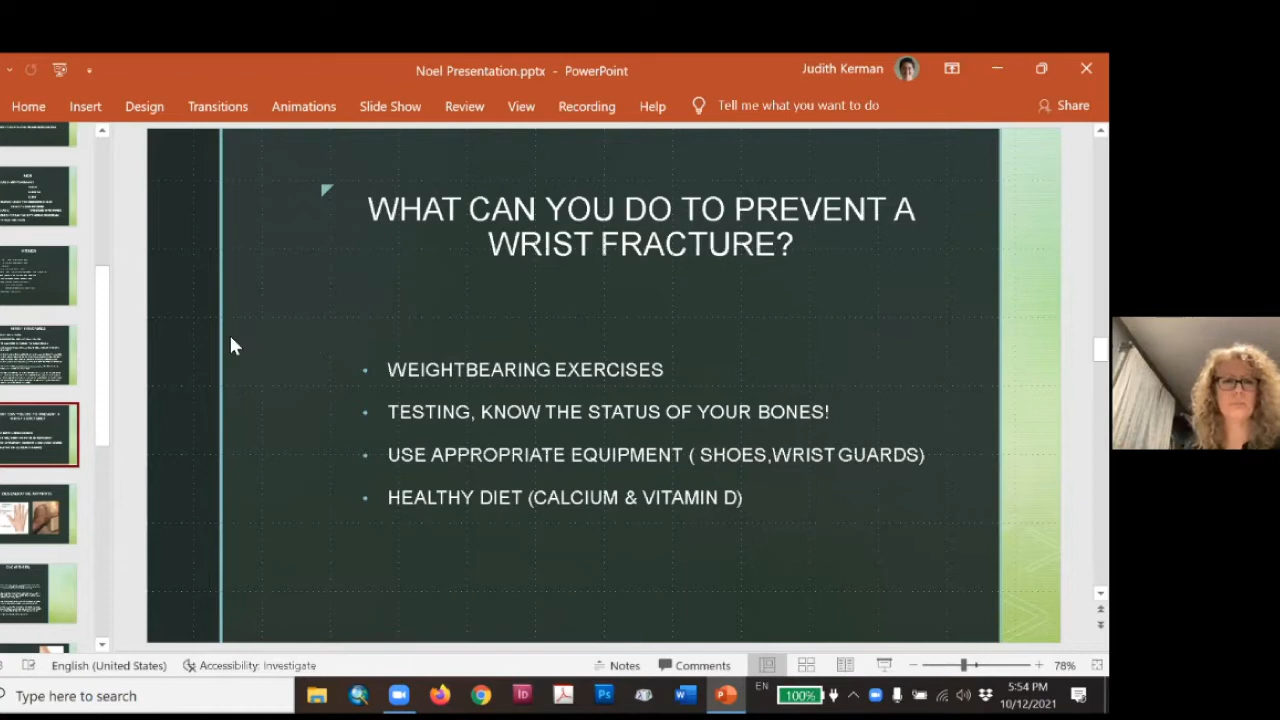 Noel Presentation.pptx - PowerPoint
Judith Kerman
Home Insert Design Transitions Animations Slide Show Review View Recording Help Tell me what you want to do Share
WHAT CAN YOU DO TO PREVENT A
WRIST FRACTURE?
• WEIGHTBEARING EXERCISES
• TESTING, KNOW THE STATUS OF YOUR BONES!
• USE APPROPRIATE EQUIPMENT ( SHOES,WRIST GUARDS)
• HEALTHY DIET (CALCIUM & VITAMIN D)
English (United States) Accessibility: Investigate Notes Comments 78%
Type here to search
EN
100%
5:54 PM
10/12/2021